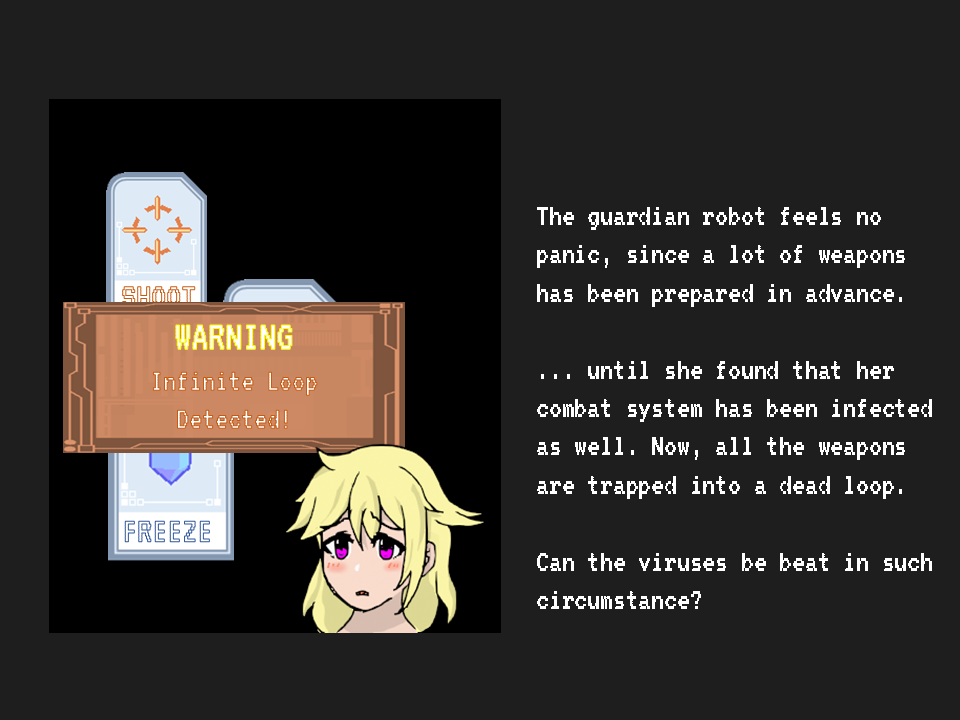 SHOOT
WARNING
Infinite Loop
Detected!
FREEZE
The guardian robot feels no
panic, since a lot of weapons
has been prepared in advance.
... until she found that her
combat system has been infected
as well. Now, all the weapons
are trapped into a dead loop.
Can the viruses be beat in such
circumstance?